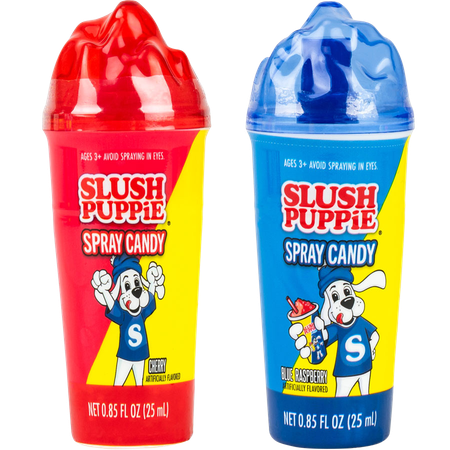 AGES 3+ AVOID SPRAYING IN EYES.
SLUSH
PUPPiE®
SPRAY CANDY
CHERRY
ARTIFICIALLY FLAVORED
NET 0.85 FL OZ (25 mL)
AGES 3+ AVOID SPRAYING IN EYES.
SLUSH
PUPPiE®
SPRAY CANDY
S
BLUE RASPBERRY
ARTIFICIALLY FLAVORED
NET 0.85 FL OZ (25 mL)